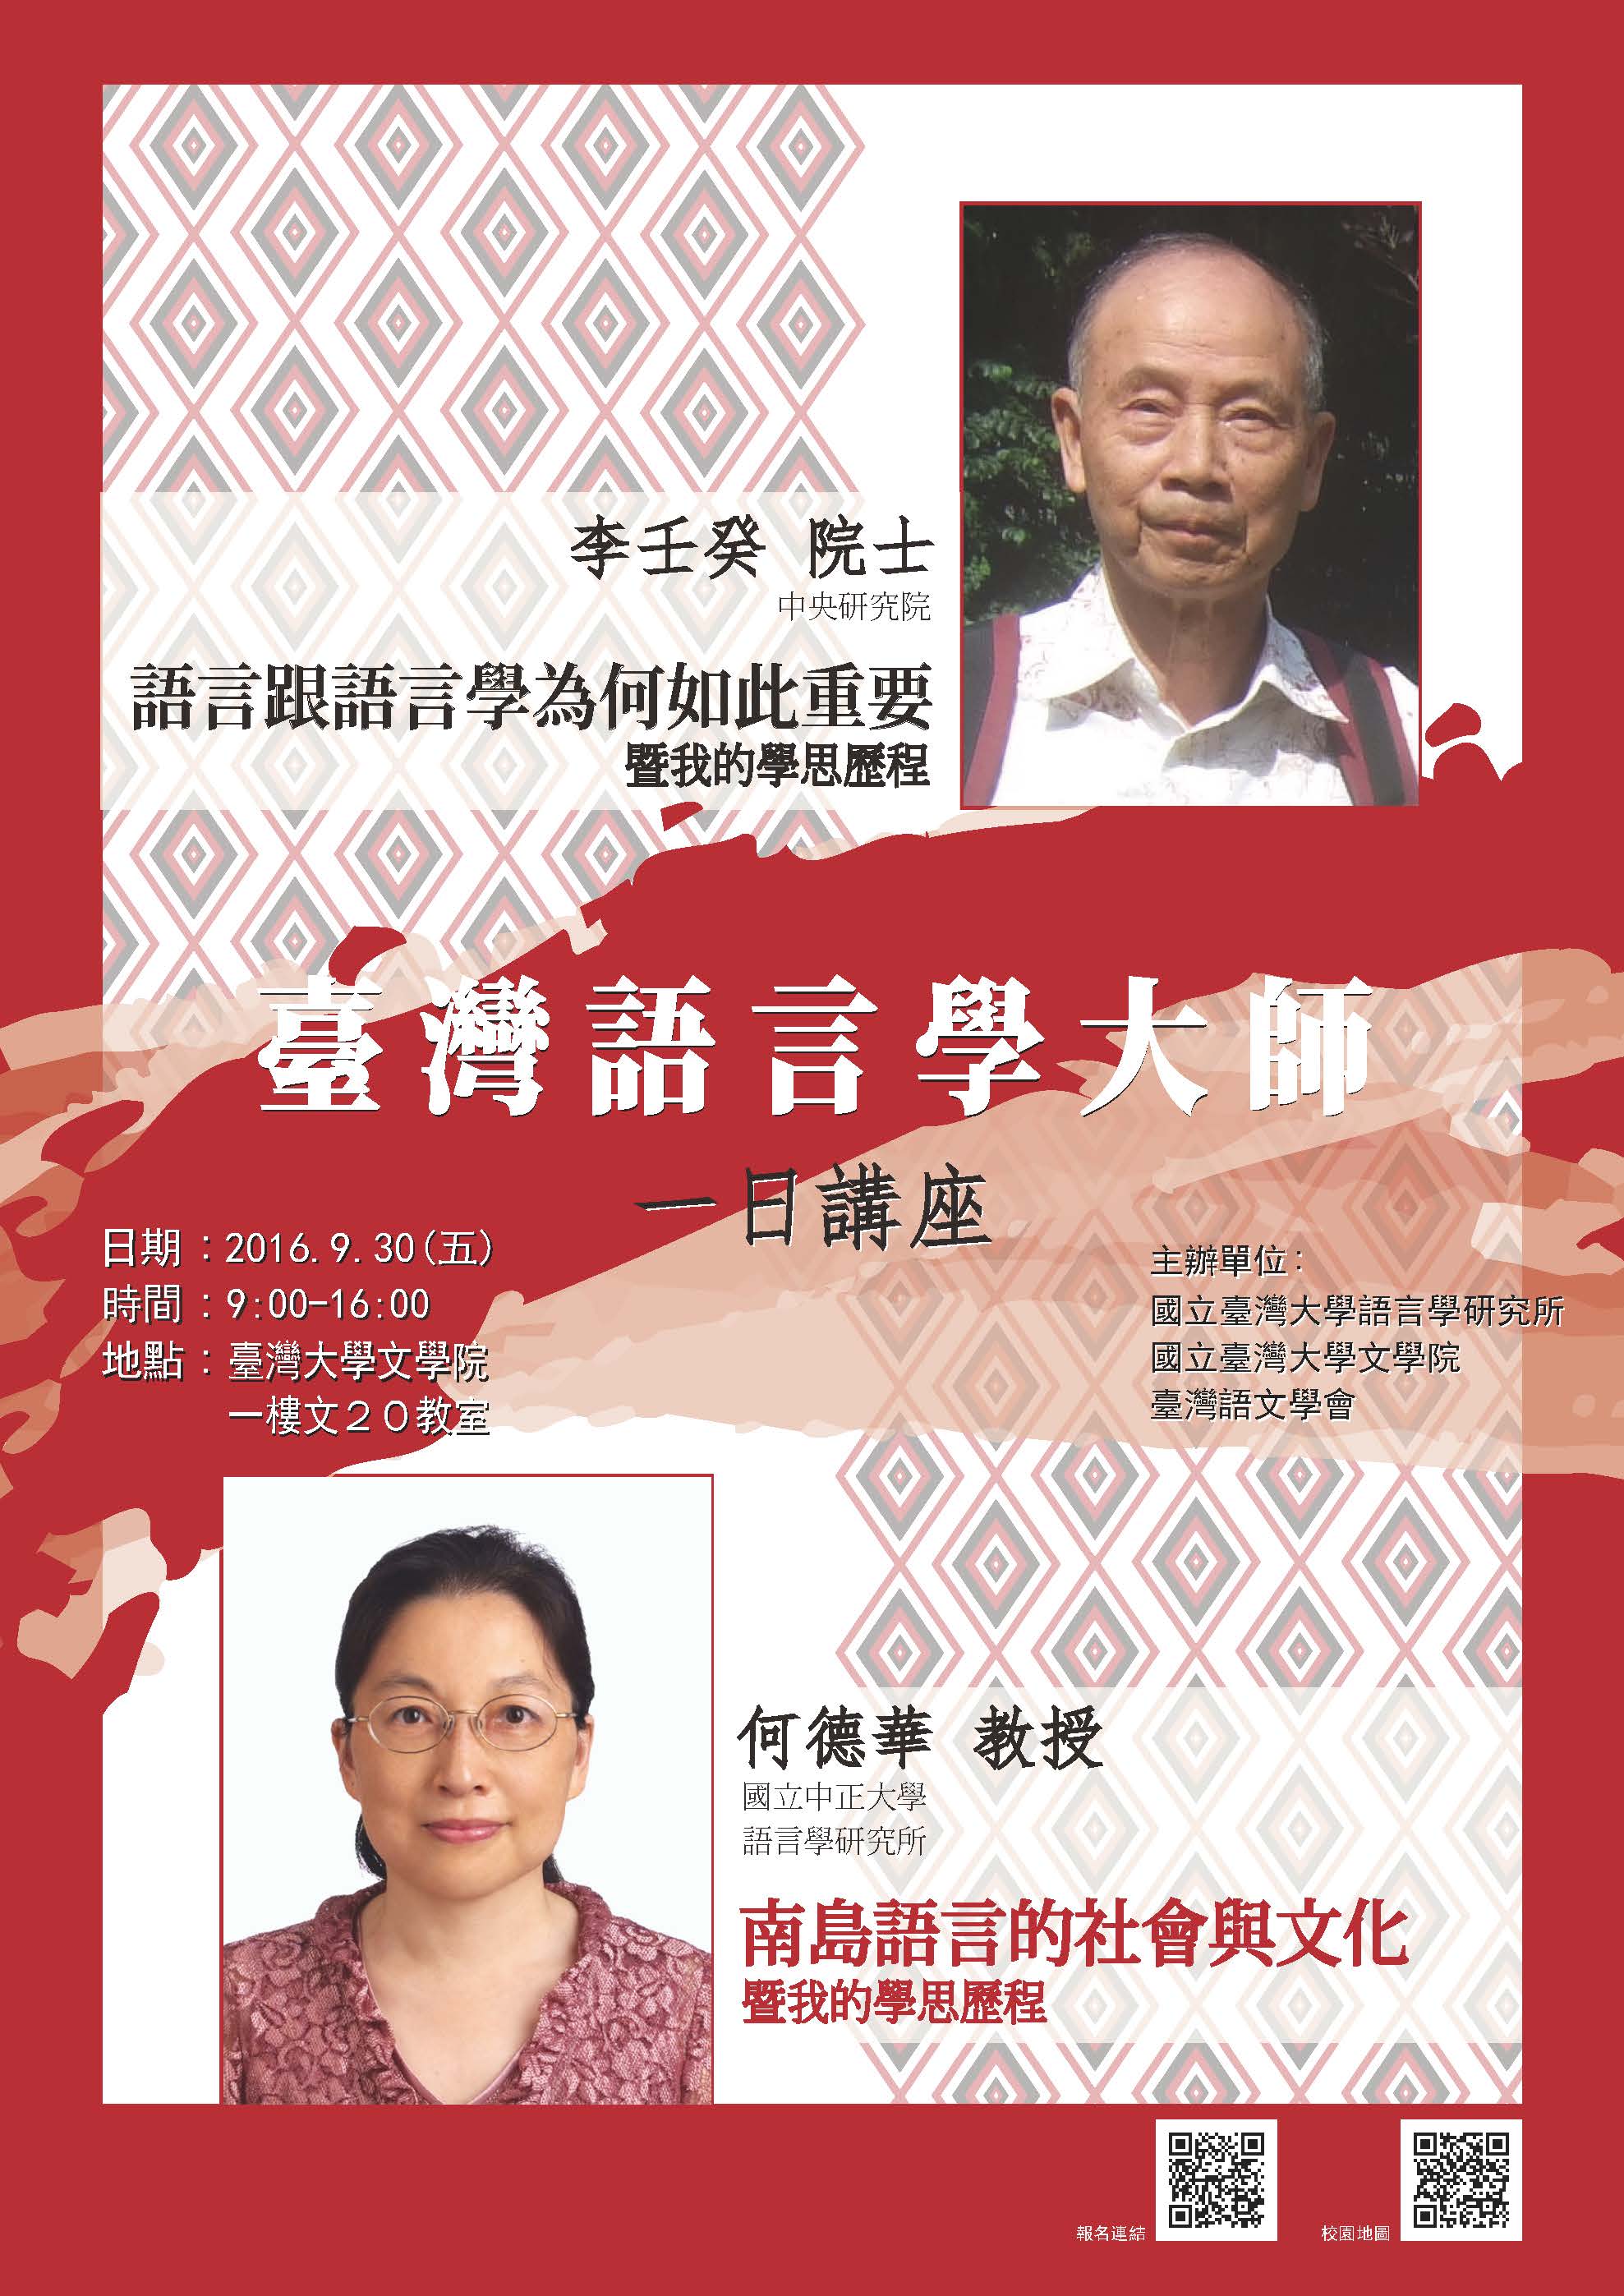 李壬癸 院士
中央研究院
語言跟語言學為何如此重要
暨我的學思歷程
臺灣語言學大師
一日講座
日期：2016.9.30(五)
時間：9:00-16:00
地點：臺灣大學文學院
一樓文20教室
主辦單位：
國立臺灣大學語言學研究所
國立臺灣大學文學院
臺灣語文學會
何德華 教授
國立中正大學
語言學研究所
南島語言的社會與文化
暨我的學思歷程
報名連結
校園地圖